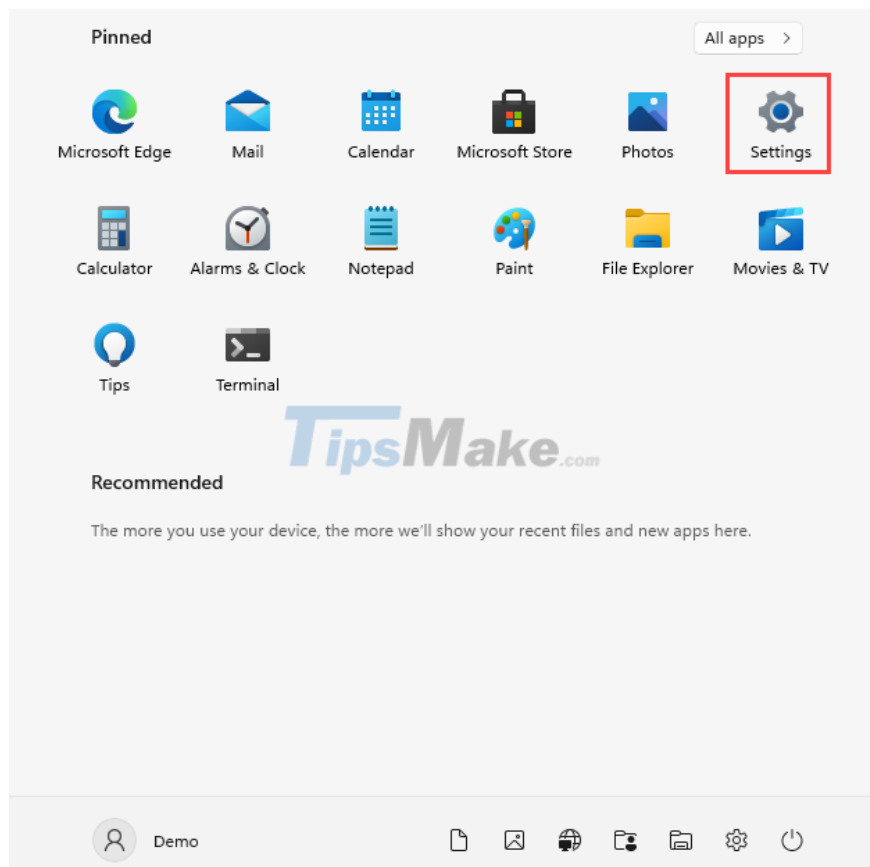 Pinned
All apps
Microsoft Edge
Mail
Calendar
Microsoft Store
Photos
Settings
Calculator
Alarms & Clock
Notepad
Paint
File Explorer
Movies & TV
Tips
Terminal
TipsMake.com
Recommended
The more you use your device, the more we'll show your recent files and new apps here.
Demo